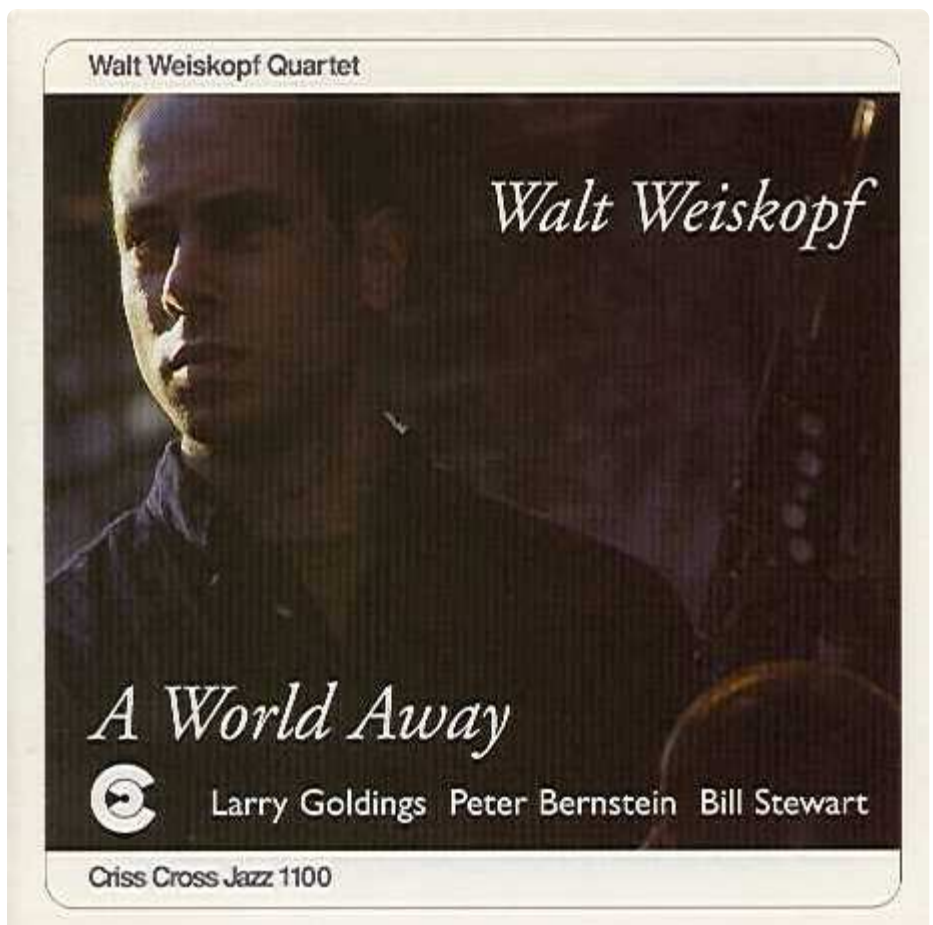 Walt Weiskopf Quartet
Walt Weiskopf
A World Away
Larry Goldings Peter Bernstein Bill Stewart
Criss Cross Jazz 1100